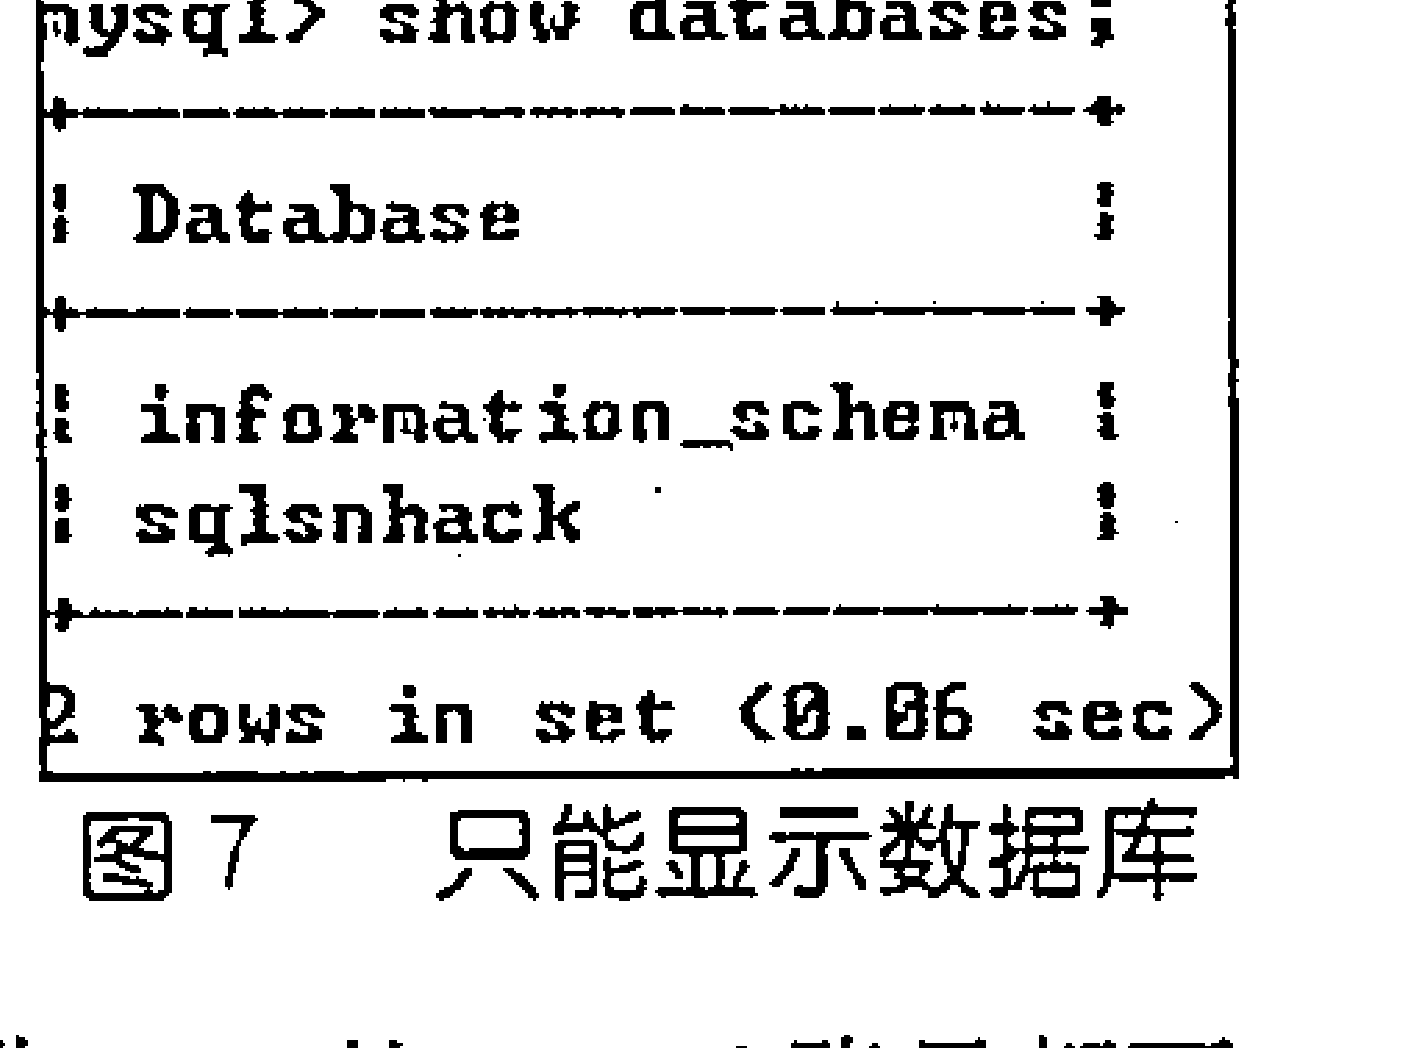 mysql> show databases;
+--------------------+
| Database           |
+--------------------+
| information_schema |
| sqlsnhack          |
+--------------------+
2 rows in set (0.06 sec)
图 7 只能显示数据库